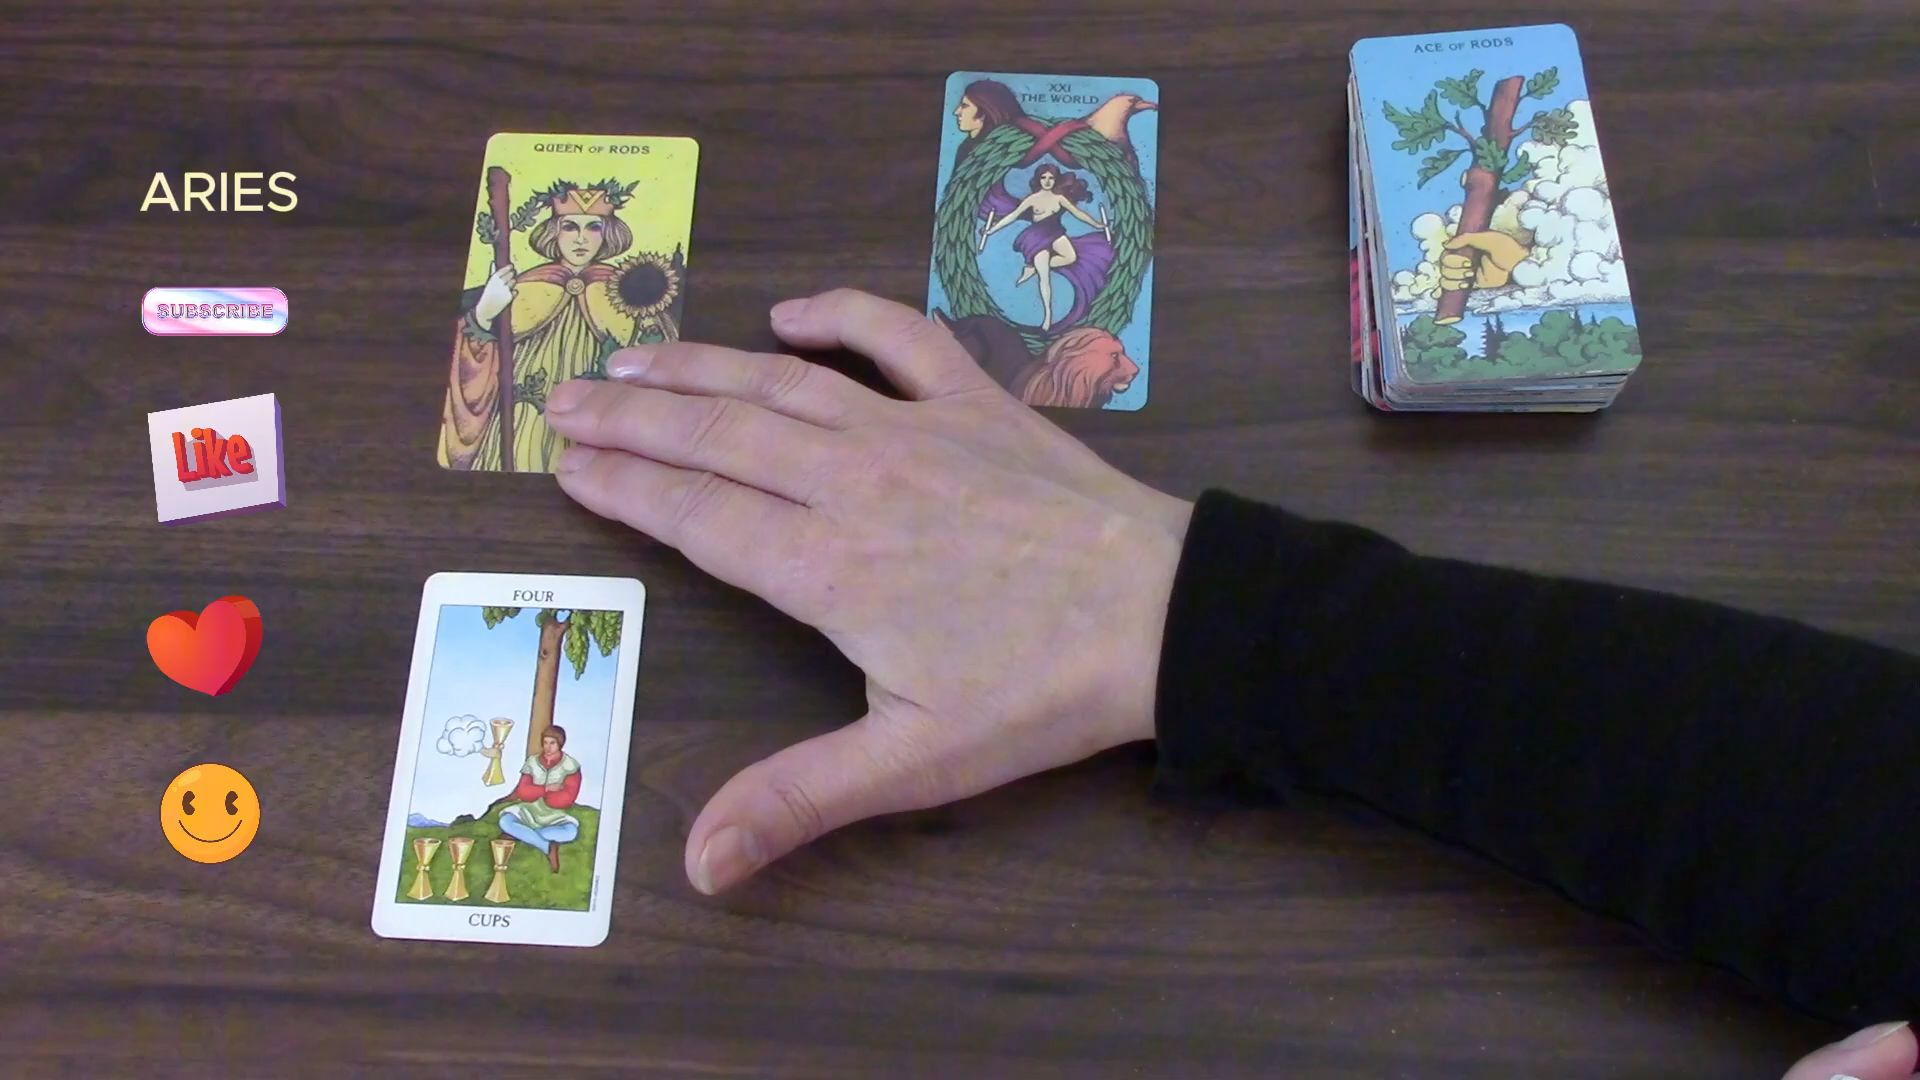 ARIES
SUBSCRIBE
Like
QUEEN OF RODS
XXI
THE WORLD
ACE OF RODS
FOUR
CUPS